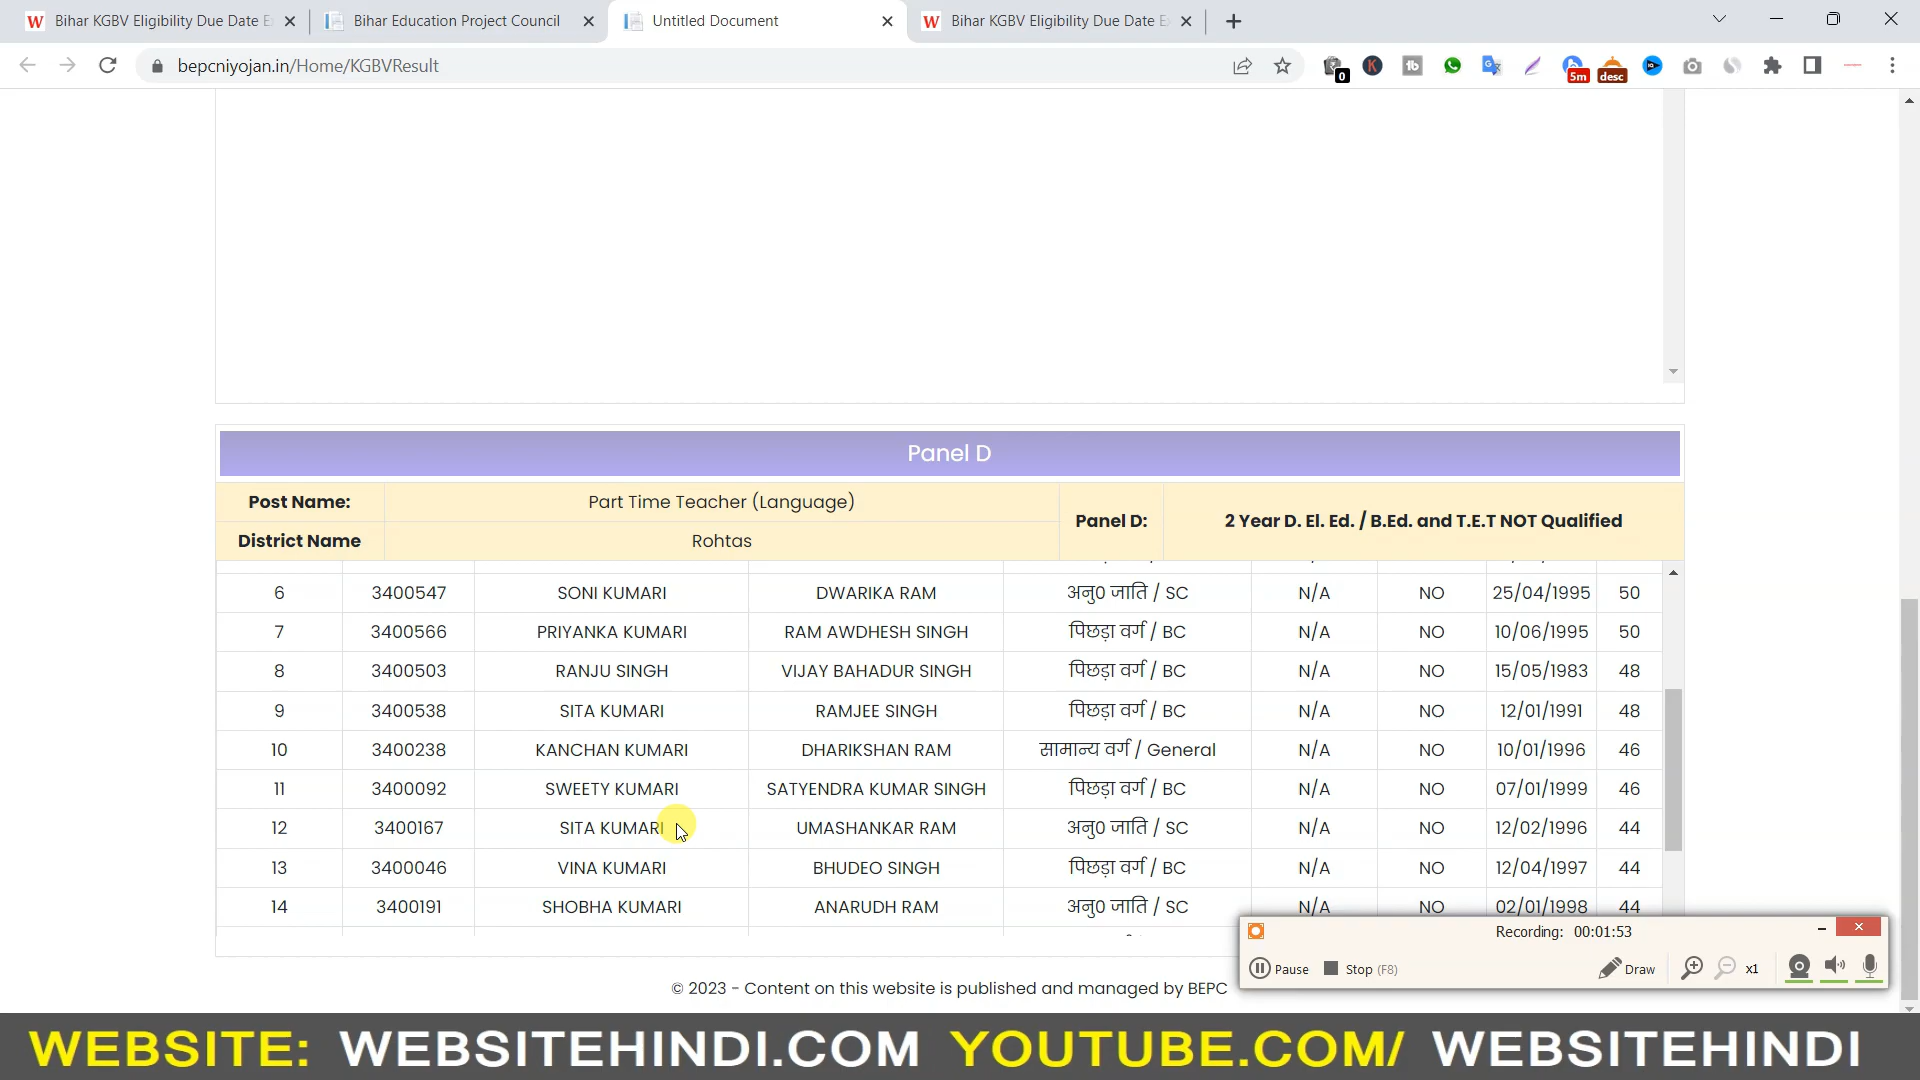 Bihar KGBV Eligibility Due Date E
Bihar Education Project Council
Untitled Document
Bihar KGBV Eligibility Due Date E
bepcniyojan.in/Home/KGBVResult
0
K
tb
5m
desc
Panel D
Post Name:
Part Time Teacher (Language)
Panel D:
2 Year D. El. Ed. / B.Ed. and T.E.T NOT Qualified
District Name
Rohtas
6 3400547 SONI KUMARI DWARIKA RAM अनु0 जाति / SC N/A NO 25/04/1995 50
7 3400566 PRIYANKA KUMARI RAM AWDHESH SINGH पिछड़ा वर्ग / BC N/A NO 10/06/1995 50
8 3400503 RANJU SINGH VIJAY BAHADUR SINGH पिछड़ा वर्ग / BC N/A NO 15/05/1983 48
9 3400538 SITA KUMARI RAMJEE SINGH पिछड़ा वर्ग / BC N/A NO 12/01/1991 48
10 3400238 KANCHAN KUMARI DHARIKSHAN RAM सामान्य वर्ग / General N/A NO 10/01/1996 46
11 3400092 SWEETY KUMARI SATYENDRA KUMAR SINGH पिछड़ा वर्ग / BC N/A NO 07/01/1999 46
12 3400167 SITA KUMARI UMASHANKAR RAM अनु0 जाति / SC N/A NO 12/02/1996 44
13 3400046 VINA KUMARI BHUDEO SINGH पिछड़ा वर्ग / BC N/A NO 12/04/1997 44
14 3400191 SHOBHA KUMARI ANARUDH RAM अनु0 जाति / SC N/A NO 02/01/1998 44
Recording: 00:01:53
Pause Stop (F8) Draw x1
© 2023 - Content on this website is published and managed by BEPC
WEBSITE: WEBSITEHINDI.COM YOUTUBE.COM/ WEBSITEHINDI